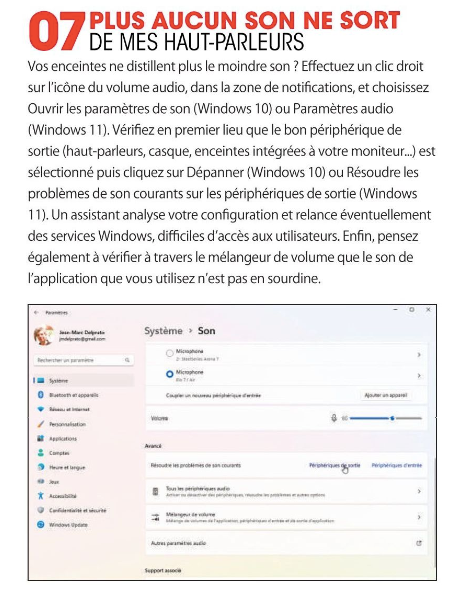 07 PLUS AUCUN SON NE SORT
DE MES HAUT-PARLEURS
Vos enceintes ne distillent plus le moindre son ? Effectuez un clic droit
sur l'icône du volume audio, dans la zone de notifications, et choisissez
Ouvrir les paramètres de son (Windows 10) ou Paramètres audio
(Windows 11). Vérifiez en premier lieu que le bon périphérique de
sortie (haut-parleurs, casque, enceintes intégrées à votre moniteur...) est
sélectionné puis cliquez sur Dépanner (Windows 10) ou Résoudre les
problèmes de son courants sur les périphériques de sortie (Windows
11). Un assistant analyse votre configuration et relance éventuellement
des services Windows, difficiles d'accès aux utilisateurs. Enfin, pensez
également à vérifier à travers le mélangeur de volume que le son de
l'application que vous utilisez n'est pas en sourdine.
Paramètres
Jean-Marc Delprato
jmdelprato@gmail.com
Rechercher un paramètre
Système
Bluetooth et appareils
Réseau et Internet
Personnalisation
Applications
Comptes
Heure et langue
Jeux
Accessibilité
Confidentialité et sécurité
Windows Update
Système > Son
Microphone
Microphone
Coupler un nouveau périphérique d'entrée
Ajouter un appareil
Volume
Avancé
Résoudre les problèmes de son courants
Périphériques de sortie
Périphériques d'entrée
Tous les périphériques audio
Activer ou désactiver des périphériques, résoudre les problèmes et autres options
Mélangeur de volume
Mélange de volumes de l'application, périphériques d'entrée et de sortie d'application
Autres paramètres audio
Support associé